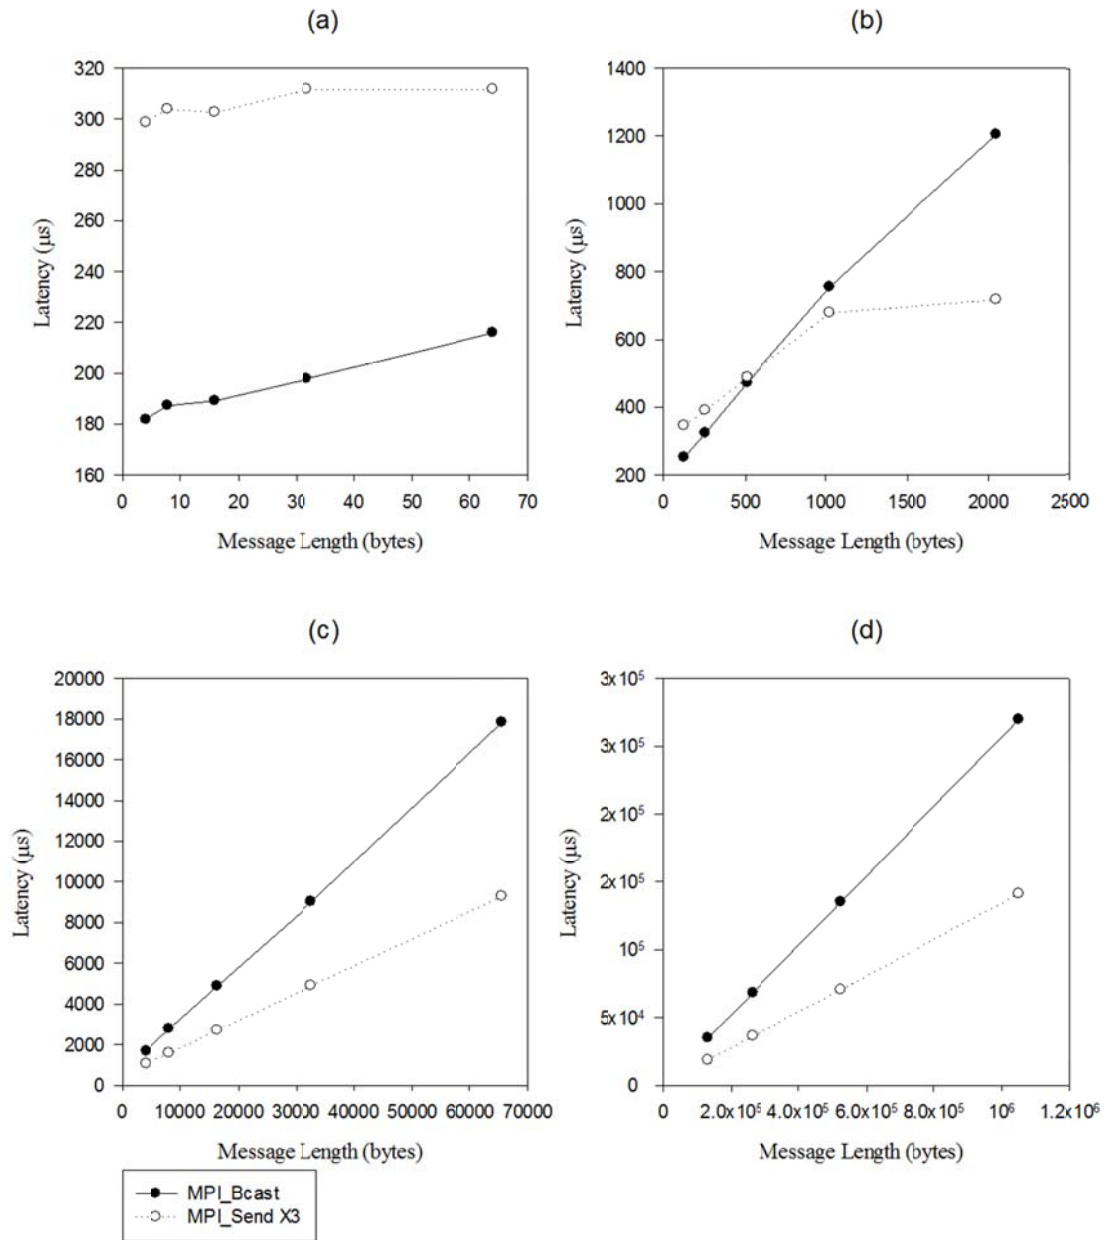 (a)
320
300
280
260
240
220
200
180
160
Latency (μs)
0 10 20 30 40 50 60 70
Message Length (bytes)
(b)
1400
1200
1000
800
600
400
200
Latency (μs)
0 500 1000 1500 2000 2500
Message Length (bytes)
(c)
20000
18000
16000
14000
12000
10000
8000
6000
4000
2000
0
Latency (μs)
0 10000 20000 30000 40000 50000 60000 70000
Message Length (bytes)
(d)
3x10⁵
3x10⁵
2x10⁵
2x10⁵
10⁵
5x10⁴
0
Latency (μs)
0 2.0x10⁵ 4.0x10⁵ 6.0x10⁵ 8.0x10⁵ 10⁶ 1.2x10⁶
Message Length (bytes)
MPI_Bcast
MPI_Send X3